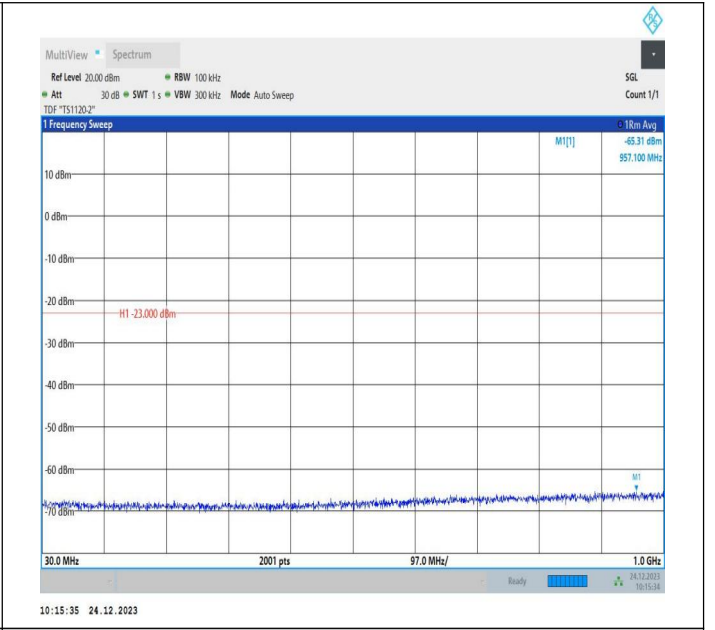 R S
MultiView Spectrum
Ref Level 20.00 dBm RBW 100 kHz SGL
Att 30 dB SWT 1 s VBW 300 kHz Mode Auto Sweep Count 1/1
TDF "TS1120-2"
1 Frequency Sweep 1Rm Avg
M1[1] -65.31 dBm
957.100 MHz
10 dBm
0 dBm
-10 dBm
-20 dBm
H1 -23.000 dBm
-30 dBm
-40 dBm
-50 dBm
-60 dBm
M1
-70 dBm
30.0 MHz 2001 pts 97.0 MHz/ 1.0 GHz
Ready 24.12.2023
10:15:34
10:15:35 24.12.2023